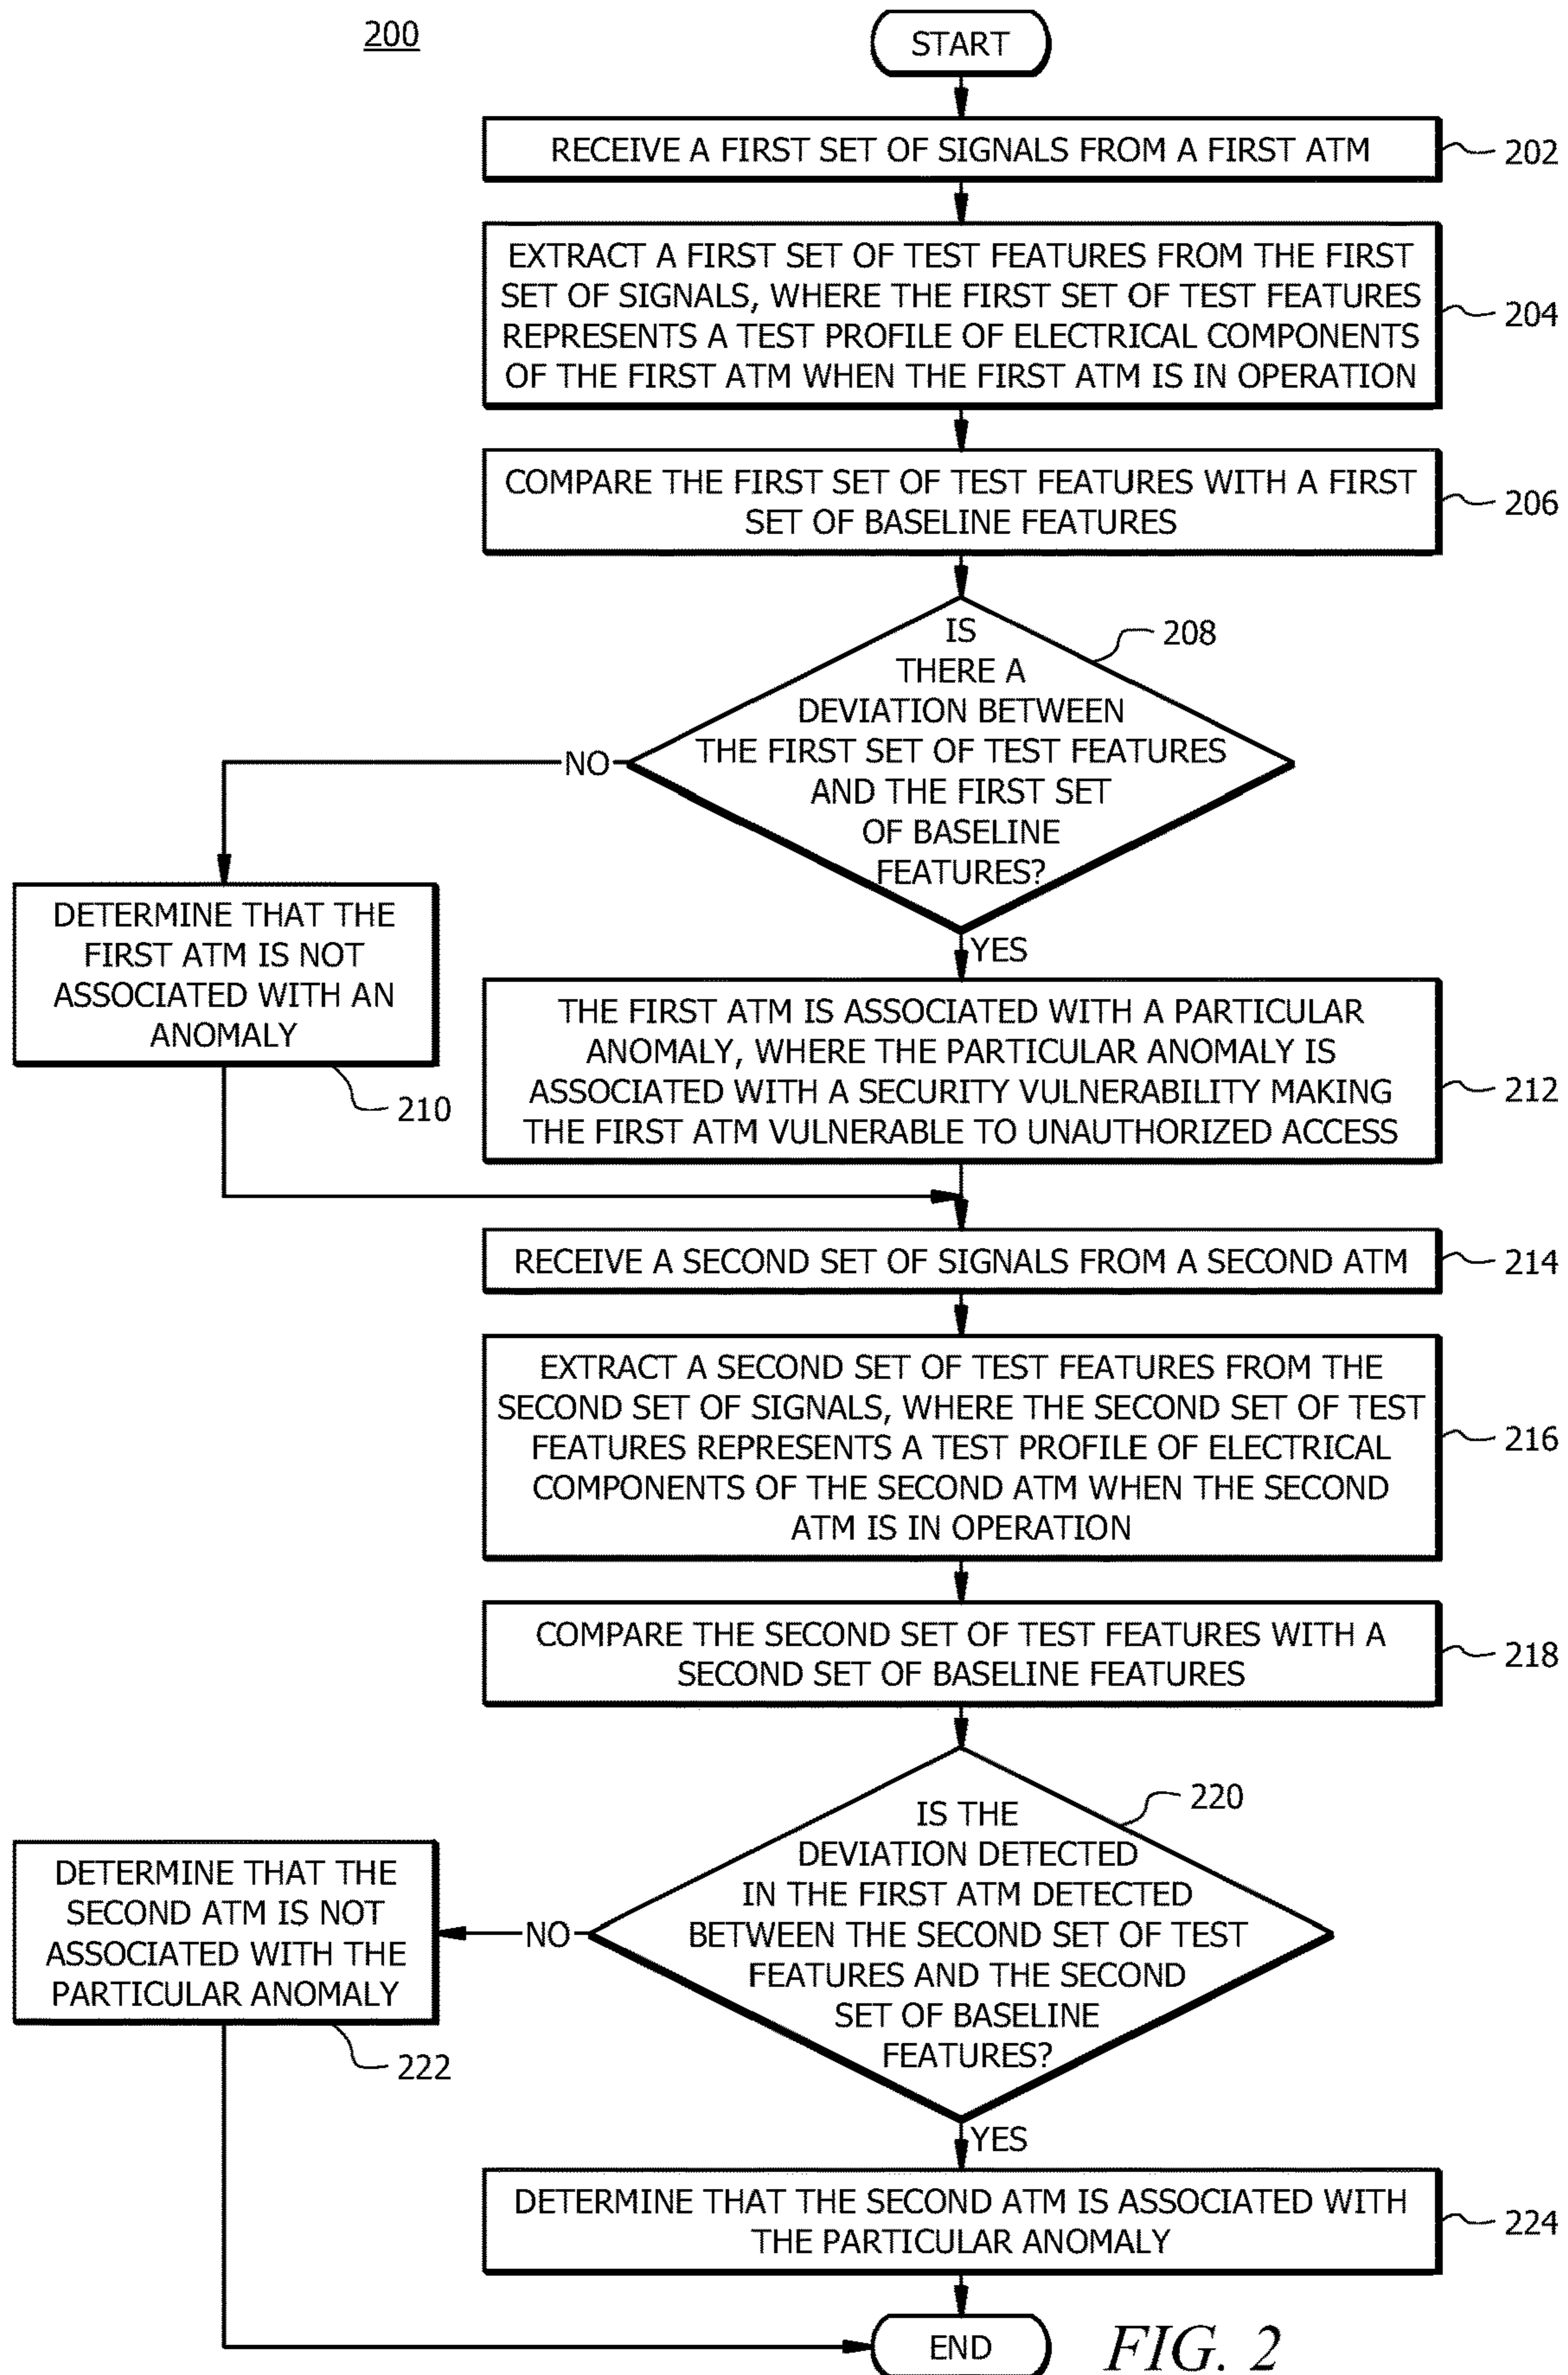 200
START
RECEIVE A FIRST SET OF SIGNALS FROM A FIRST ATM
202
EXTRACT A FIRST SET OF TEST FEATURES FROM THE FIRST
SET OF SIGNALS, WHERE THE FIRST SET OF TEST FEATURES
REPRESENTS A TEST PROFILE OF ELECTRICAL COMPONENTS
OF THE FIRST ATM WHEN THE FIRST ATM IS IN OPERATION
204
COMPARE THE FIRST SET OF TEST FEATURES WITH A FIRST
SET OF BASELINE FEATURES
206
IS
THERE A
DEVIATION BETWEEN
THE FIRST SET OF TEST FEATURES
AND THE FIRST SET
OF BASELINE
FEATURES?
208
NO
DETERMINE THAT THE
FIRST ATM IS NOT
ASSOCIATED WITH AN
ANOMALY
210
YES
THE FIRST ATM IS ASSOCIATED WITH A PARTICULAR
ANOMALY, WHERE THE PARTICULAR ANOMALY IS
ASSOCIATED WITH A SECURITY VULNERABILITY MAKING
THE FIRST ATM VULNERABLE TO UNAUTHORIZED ACCESS
212
RECEIVE A SECOND SET OF SIGNALS FROM A SECOND ATM
214
EXTRACT A SECOND SET OF TEST FEATURES FROM THE
SECOND SET OF SIGNALS, WHERE THE SECOND SET OF TEST
FEATURES REPRESENTS A TEST PROFILE OF ELECTRICAL
COMPONENTS OF THE SECOND ATM WHEN THE SECOND
ATM IS IN OPERATION
216
COMPARE THE SECOND SET OF TEST FEATURES WITH A
SECOND SET OF BASELINE FEATURES
218
IS THE
DEVIATION DETECTED
IN THE FIRST ATM DETECTED
BETWEEN THE SECOND SET OF TEST
FEATURES AND THE SECOND
SET OF BASELINE
FEATURES?
220
NO
DETERMINE THAT THE
SECOND ATM IS NOT
ASSOCIATED WITH THE
PARTICULAR ANOMALY
222
YES
DETERMINE THAT THE SECOND ATM IS ASSOCIATED WITH
THE PARTICULAR ANOMALY
224
END
FIG. 2